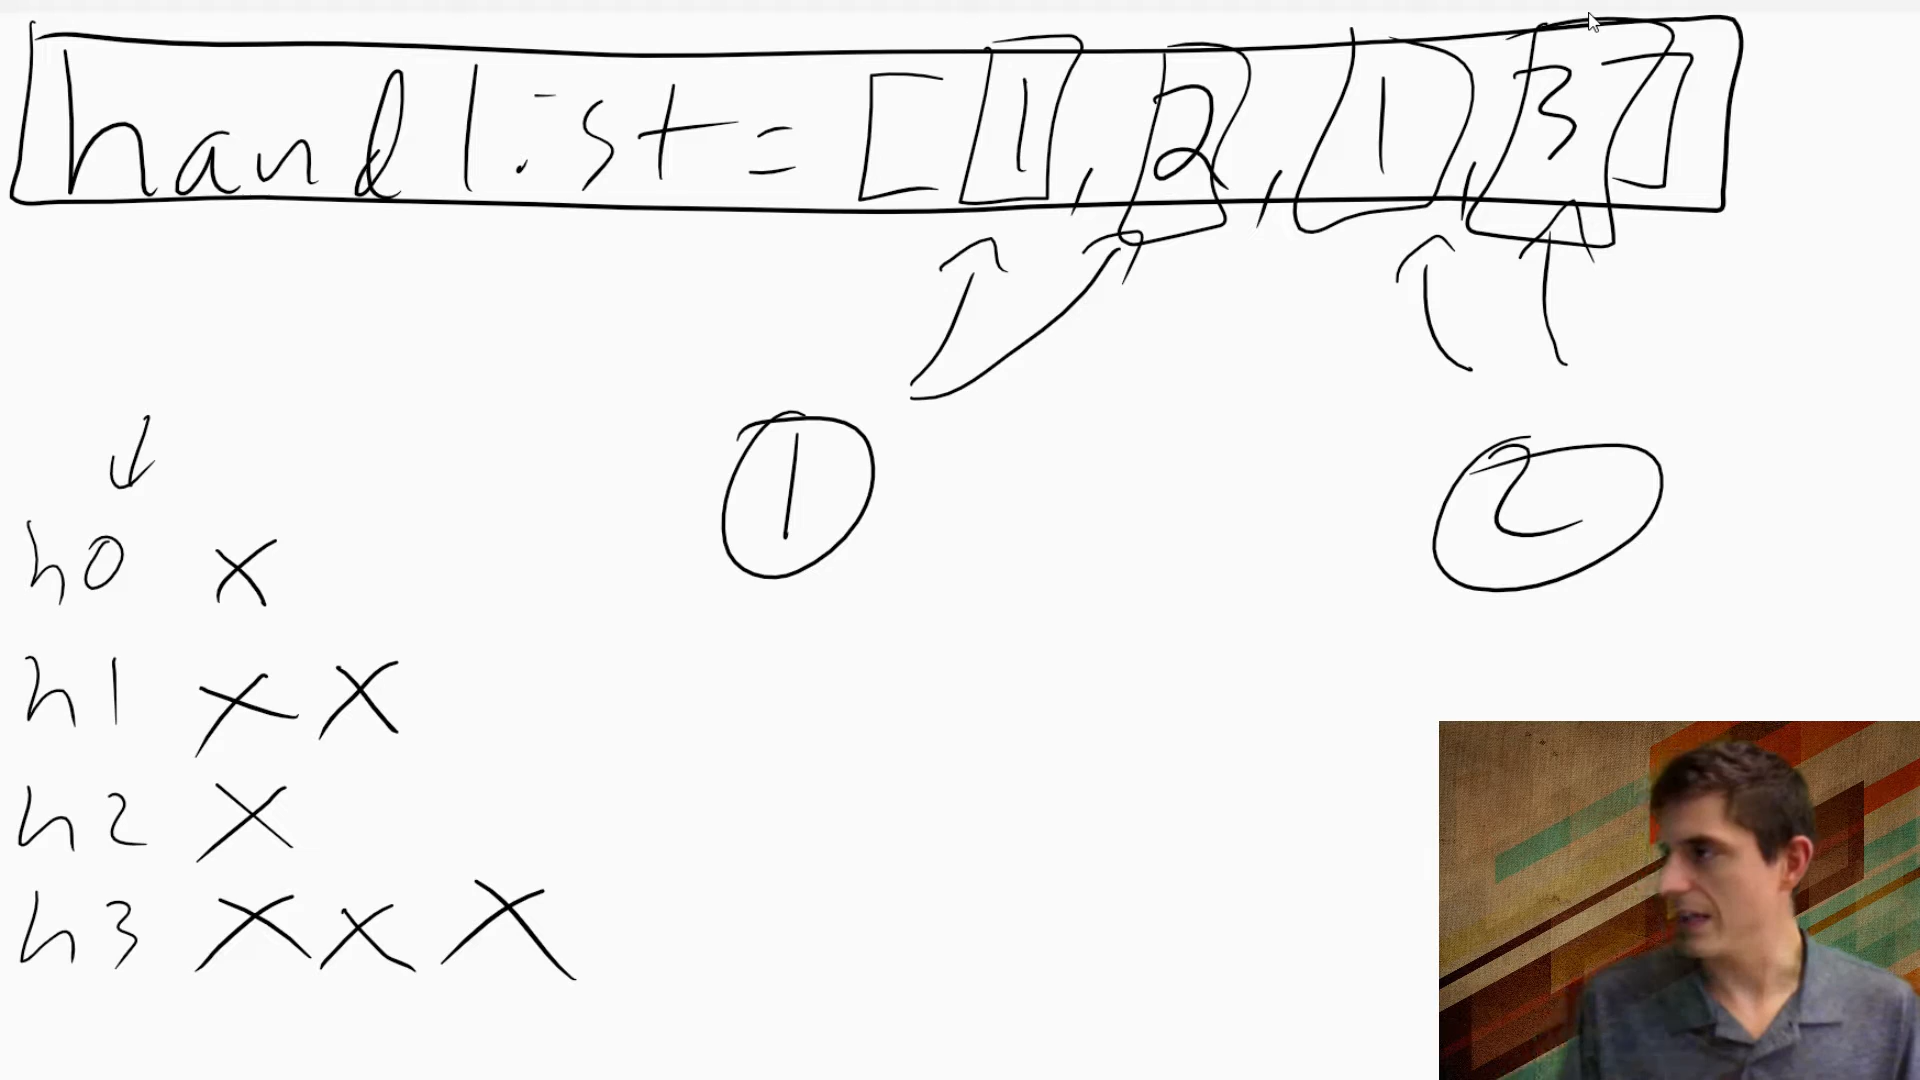 handlist = [1, 2, 1, 3]
1 2
h0 x
h1 x x
h2 x
h3 x x x